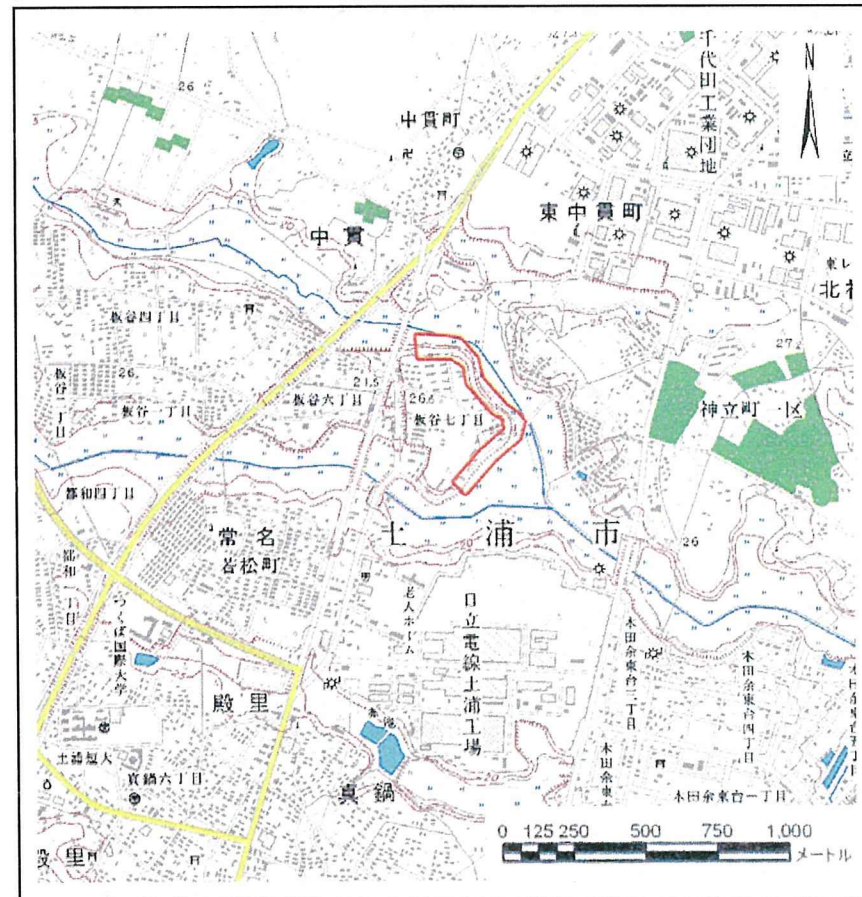 千代田工業団地
N
26
中貫町
東中貫町
中貫
板谷四丁目
27
26
板谷一丁目
板谷六丁目
21.5
26
板谷七丁目
神立町一区
都和四丁目
常名
若松町
土浦市
26
都和一丁目
つくば国際大学
老人ホーム
日立電線土浦工場
木田余東台二丁目
木田余東台四丁目
殿里
土浦短大
真鍋六丁目
真鍋
木田余東台一丁目
0 125 250 500 750 1,000
メートル